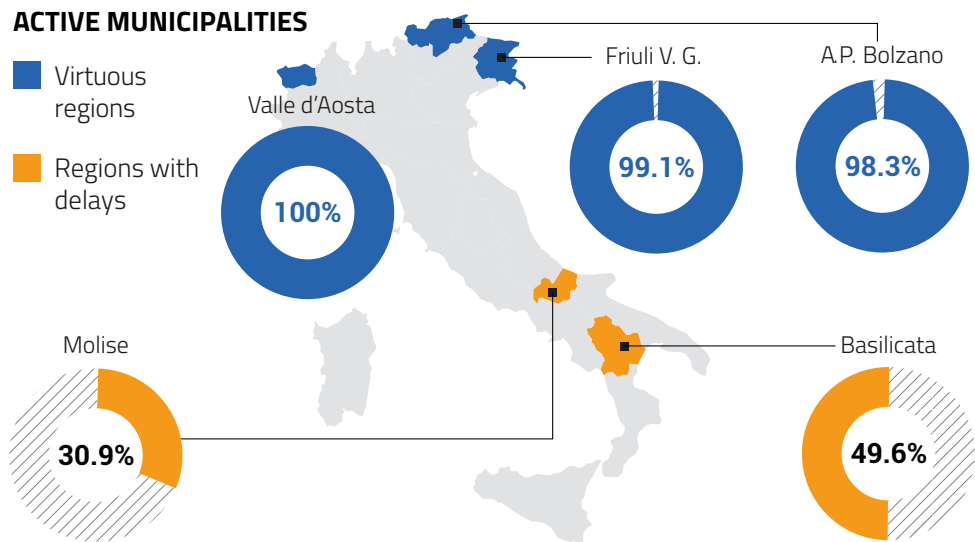 ACTIVE MUNICIPALITIES
Virtuous
regions
Regions with
delays
Valle d'Aosta
100%
Friuli V. G.
99.1%
A.P. Bolzano
98.3%
Molise
30.9%
Basilicata
49.6%